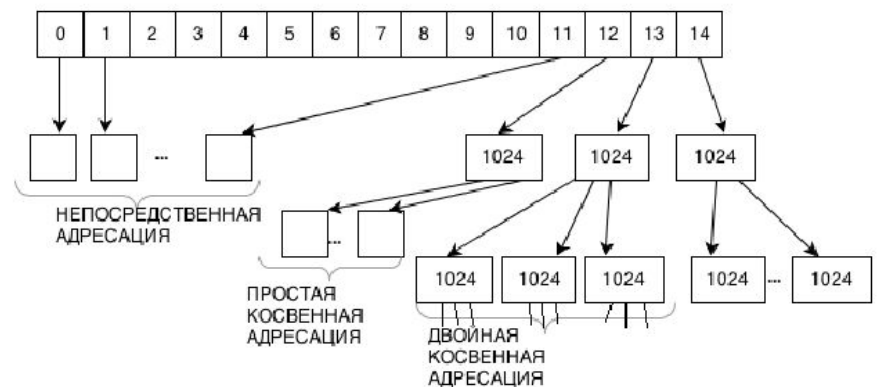 0 1 2 3 4 5 6 7 8 9 10 11 12 13 14
...
1024 1024 1024
НЕПОСРЕДСТВЕННАЯ
АДРЕСАЦИЯ
...
1024 1024 1024 1024 ... 1024
ПРОСТАЯ
КОСВЕННАЯ
АДРЕСАЦИЯ
ДВОЙНАЯ
КОСВЕННАЯ
АДРЕСАЦИЯ